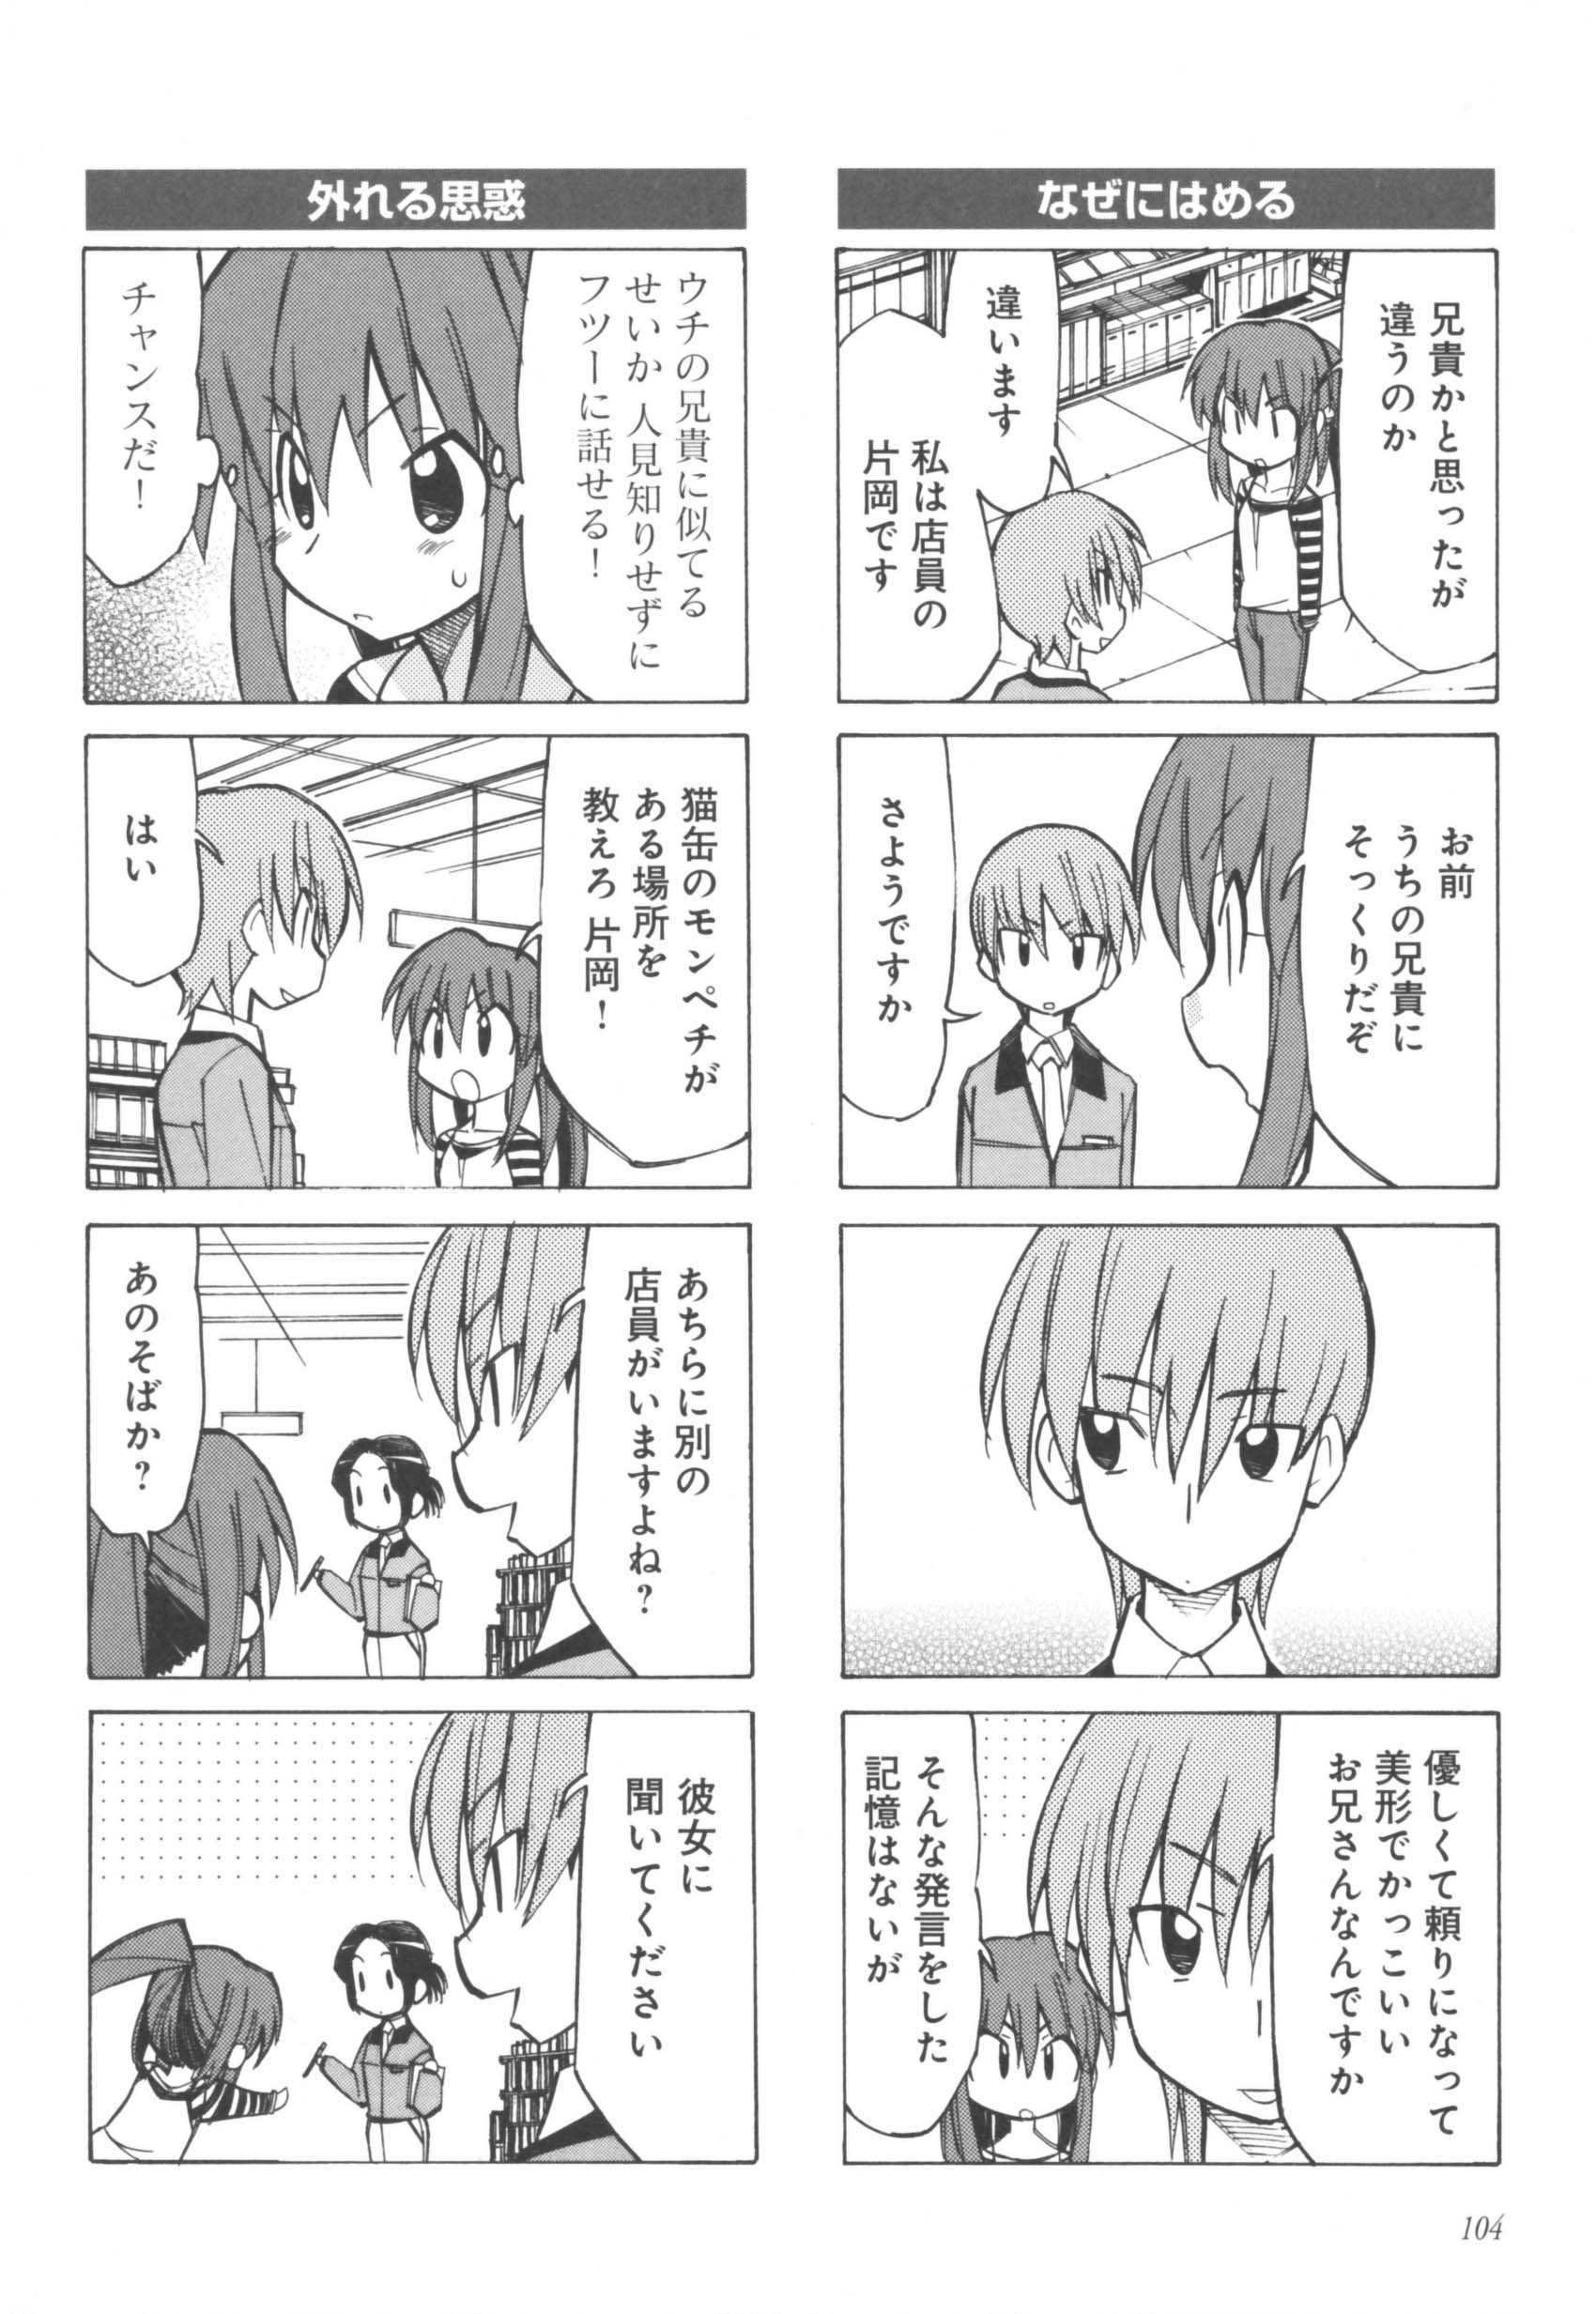 なぜにはめる
兄貴かと思ったが
違うのか
違います
私は店員の
片岡です
お前
うちの兄貴に
そっくりだぞ
さようですか
優しくて頼りになって
美形でかっこいい
お兄さんなんですか
そんな発言をした
記憶はないが
外れる思惑
ウチの兄貴に似てる
せいか 人見知りせずに
フツーに話せる!
チャンスだ!
猫缶のモンペチが
ある場所を
教えろ 片岡!
はい
あちらに別の
店員がいますよね?
あのそばか?
彼女に
聞いてください
104